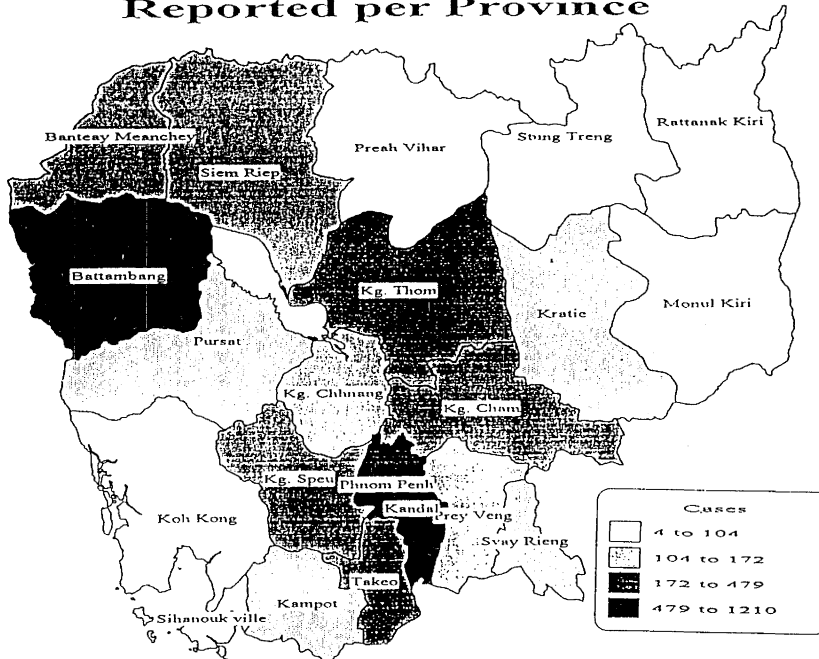 Reported per Province
Banteay Meanchey
Siem Riep
Preah Vihar
Stung Treng
Rattanak Kiri
Battambang
Kg. Thom
Kratie
Monul Kiri
Pursat
Kg. Chhnang
Kg. Cham
Kg. Speu
Phnom Penh
Kandal
Prey Veng
Koh Kong
Svay Rieng
Takeo
Kampot
Sihanouk ville
Cases
4 to 104
104 to 172
172 to 479
479 to 1210